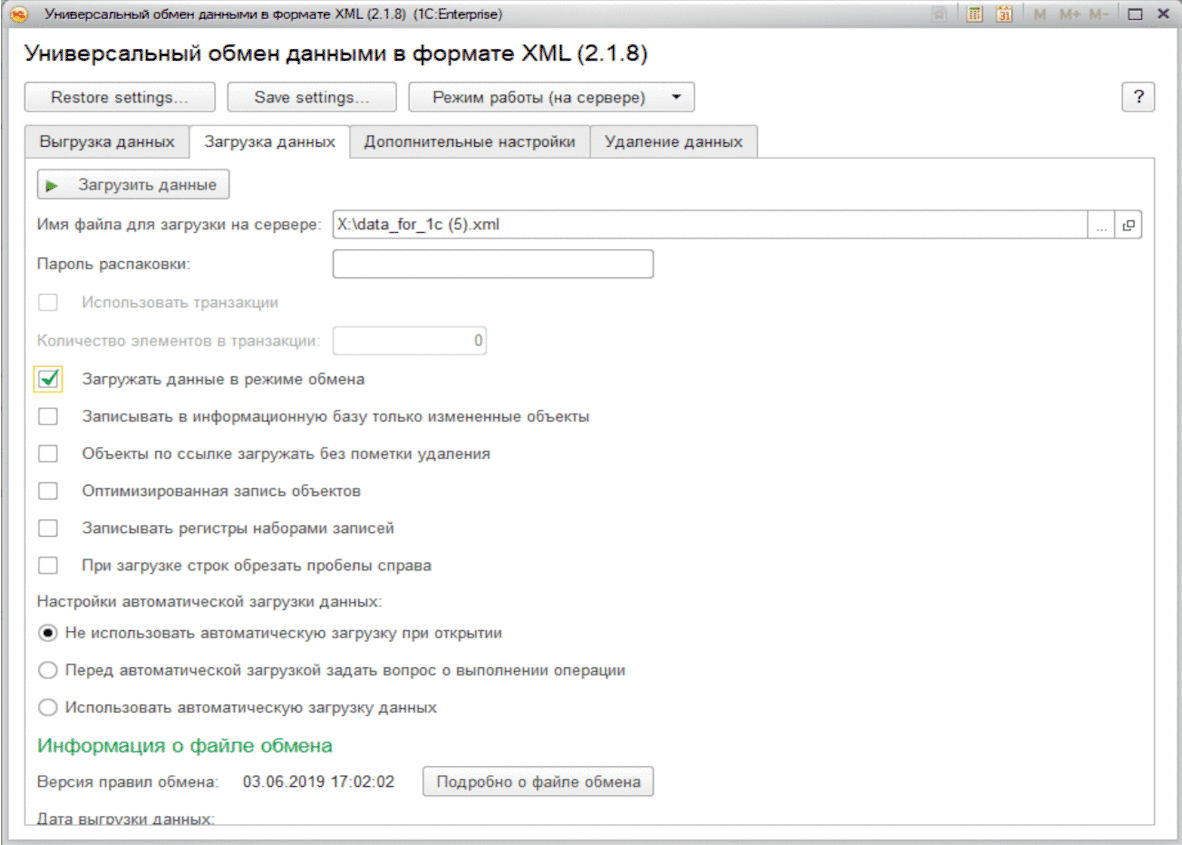 Универсальный обмен данными в формате XML (2.1.8) (1C:Enterprise)
31 M M+ M-
Универсальный обмен данными в формате XML (2.1.8)
Restore settings... Save settings... Режим работы (на сервере) ?
Выгрузка данных Загрузка данных Дополнительные настройки Удаление данных
Загрузить данные
Имя файла для загрузки на сервере: X:\data_for_1c (5).xml ...
Пароль распаковки:
Использовать транзакции
Количество элементов в транзакции: 0
Загружать данные в режиме обмена
Записывать в информационную базу только измененные объекты
Объекты по ссылке загружать без пометки удаления
Оптимизированная запись объектов
Записывать регистры наборами записей
При загрузке строк обрезать пробелы справа
Настройки автоматической загрузки данных:
Не использовать автоматическую загрузку при открытии
Перед автоматической загрузкой задать вопрос о выполнении операции
Использовать автоматическую загрузку данных
Информация о файле обмена
Версия правил обмена: 03.06.2019 17:02:02 Подробно о файле обмена
Дата выгрузки данных: